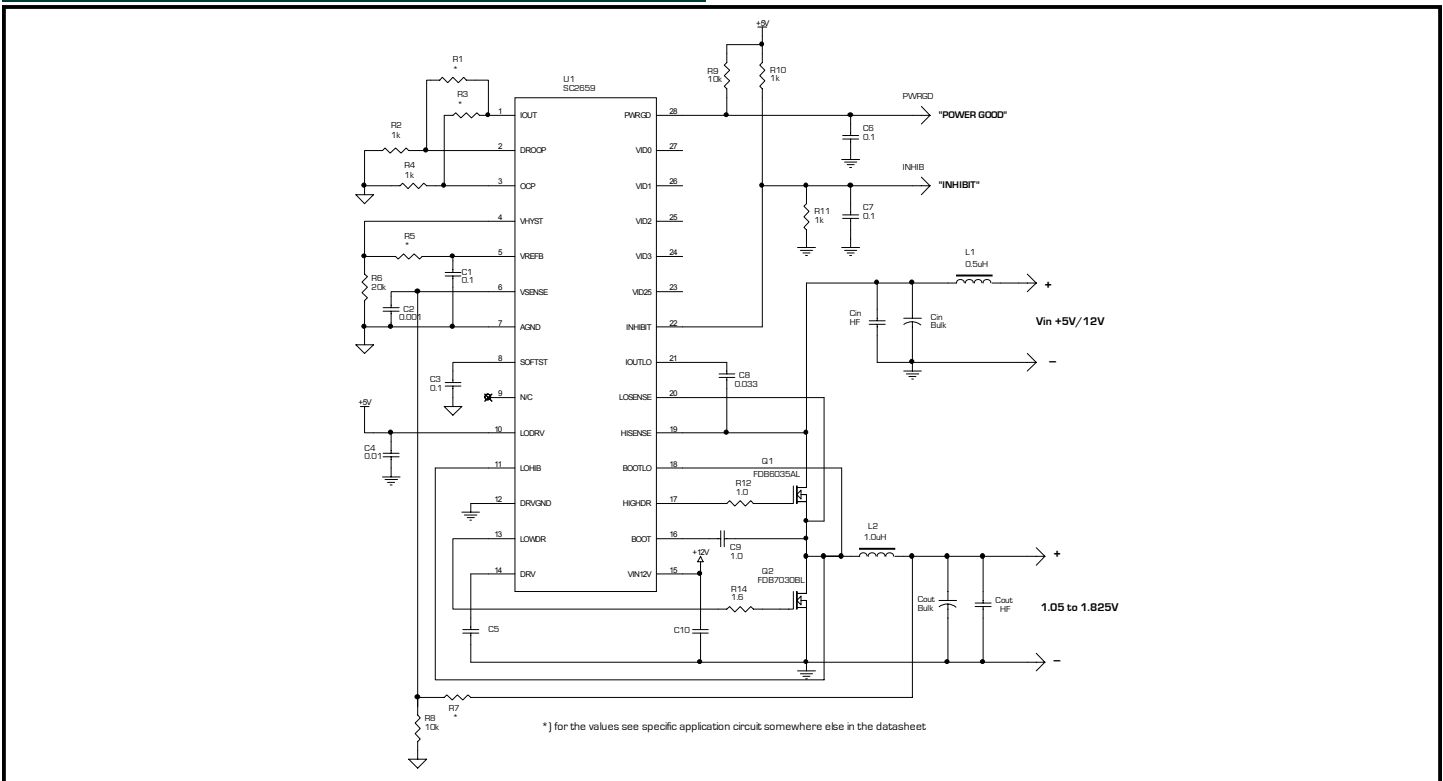 +5V
R1
*
R9
10k
R10
1k
U1
SC2659
R3
*
PWRGD
1 IOUT PWRGD 28 "POWER GOOD"
R2
1k
C6
0.1
2 DROOP VID0 27
R4
1k
INHIB
3 OCP VID1 26 "INHIBIT"
R11
1k
C7
0.1
4 VHYST VID2 25
R5
*
5 VREFB VID3 24
L1
0.5uH
C1
0.1
R6
20k
6 VSENSE VID25 23 +
C2
0.001
Cin
HF
Cin
Bulk
Vin +5V/12V
7 AGND INHIBIT 22
8 SOFTST IOUTLO 21 –
C3
0.1
C8
0.033
9 N/C LOSENSE 20
+5V
10 LODRV HISENSE 19
C4
0.01
11 LOHIB BOOTLO 18
Q1
FDB6035AL
R12
1.0
12 DRVGND HIGHDR 17
L2
1.0uH
13 LOWDR BOOT 16
C9
1.0
+12V +
14 DRV VIN12V 15
Q2
FDB7030BL
R14
1.6
Cout
Bulk
Cout
HF
1.05 to 1.825V
C5
C10
–
R7
*
R8
10k
*) for the values see specific application circuit somewhere else in the datasheet